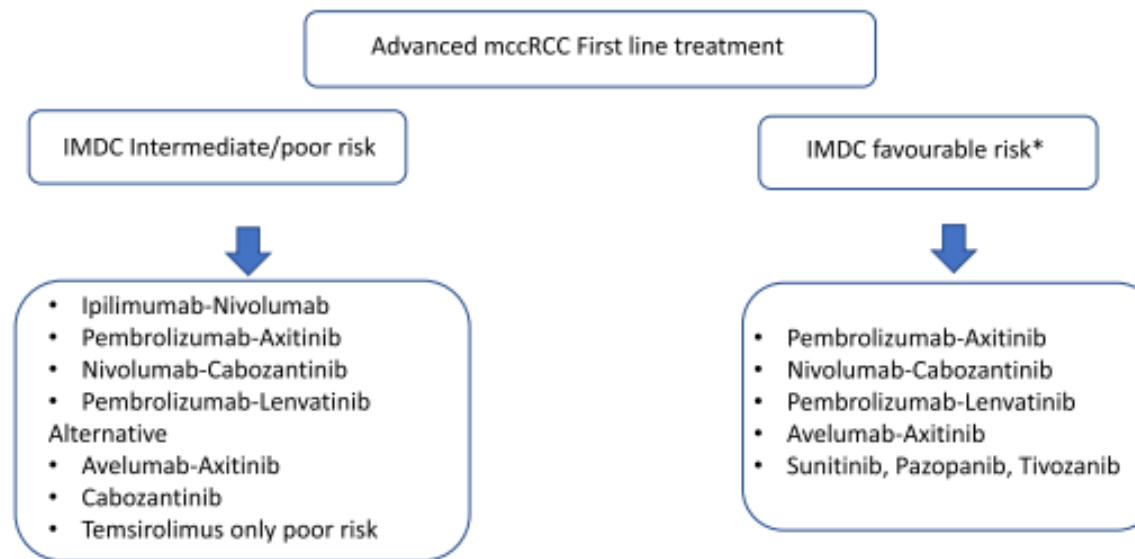 Advanced mccRCC First line treatment
IMDC Intermediate/poor risk
• Ipilimumab-Nivolumab
• Pembrolizumab-Axitinib
• Nivolumab-Cabozantinib
• Pembrolizumab-Lenvatinib
Alternative
• Avelumab-Axitinib
• Cabozantinib
• Temsirolimus only poor risk
IMDC favourable risk*
• Pembrolizumab-Axitinib
• Nivolumab-Cabozantinib
• Pembrolizumab-Lenvatinib
• Avelumab-Axitinib
• Sunitinib, Pazopanib, Tivozanib